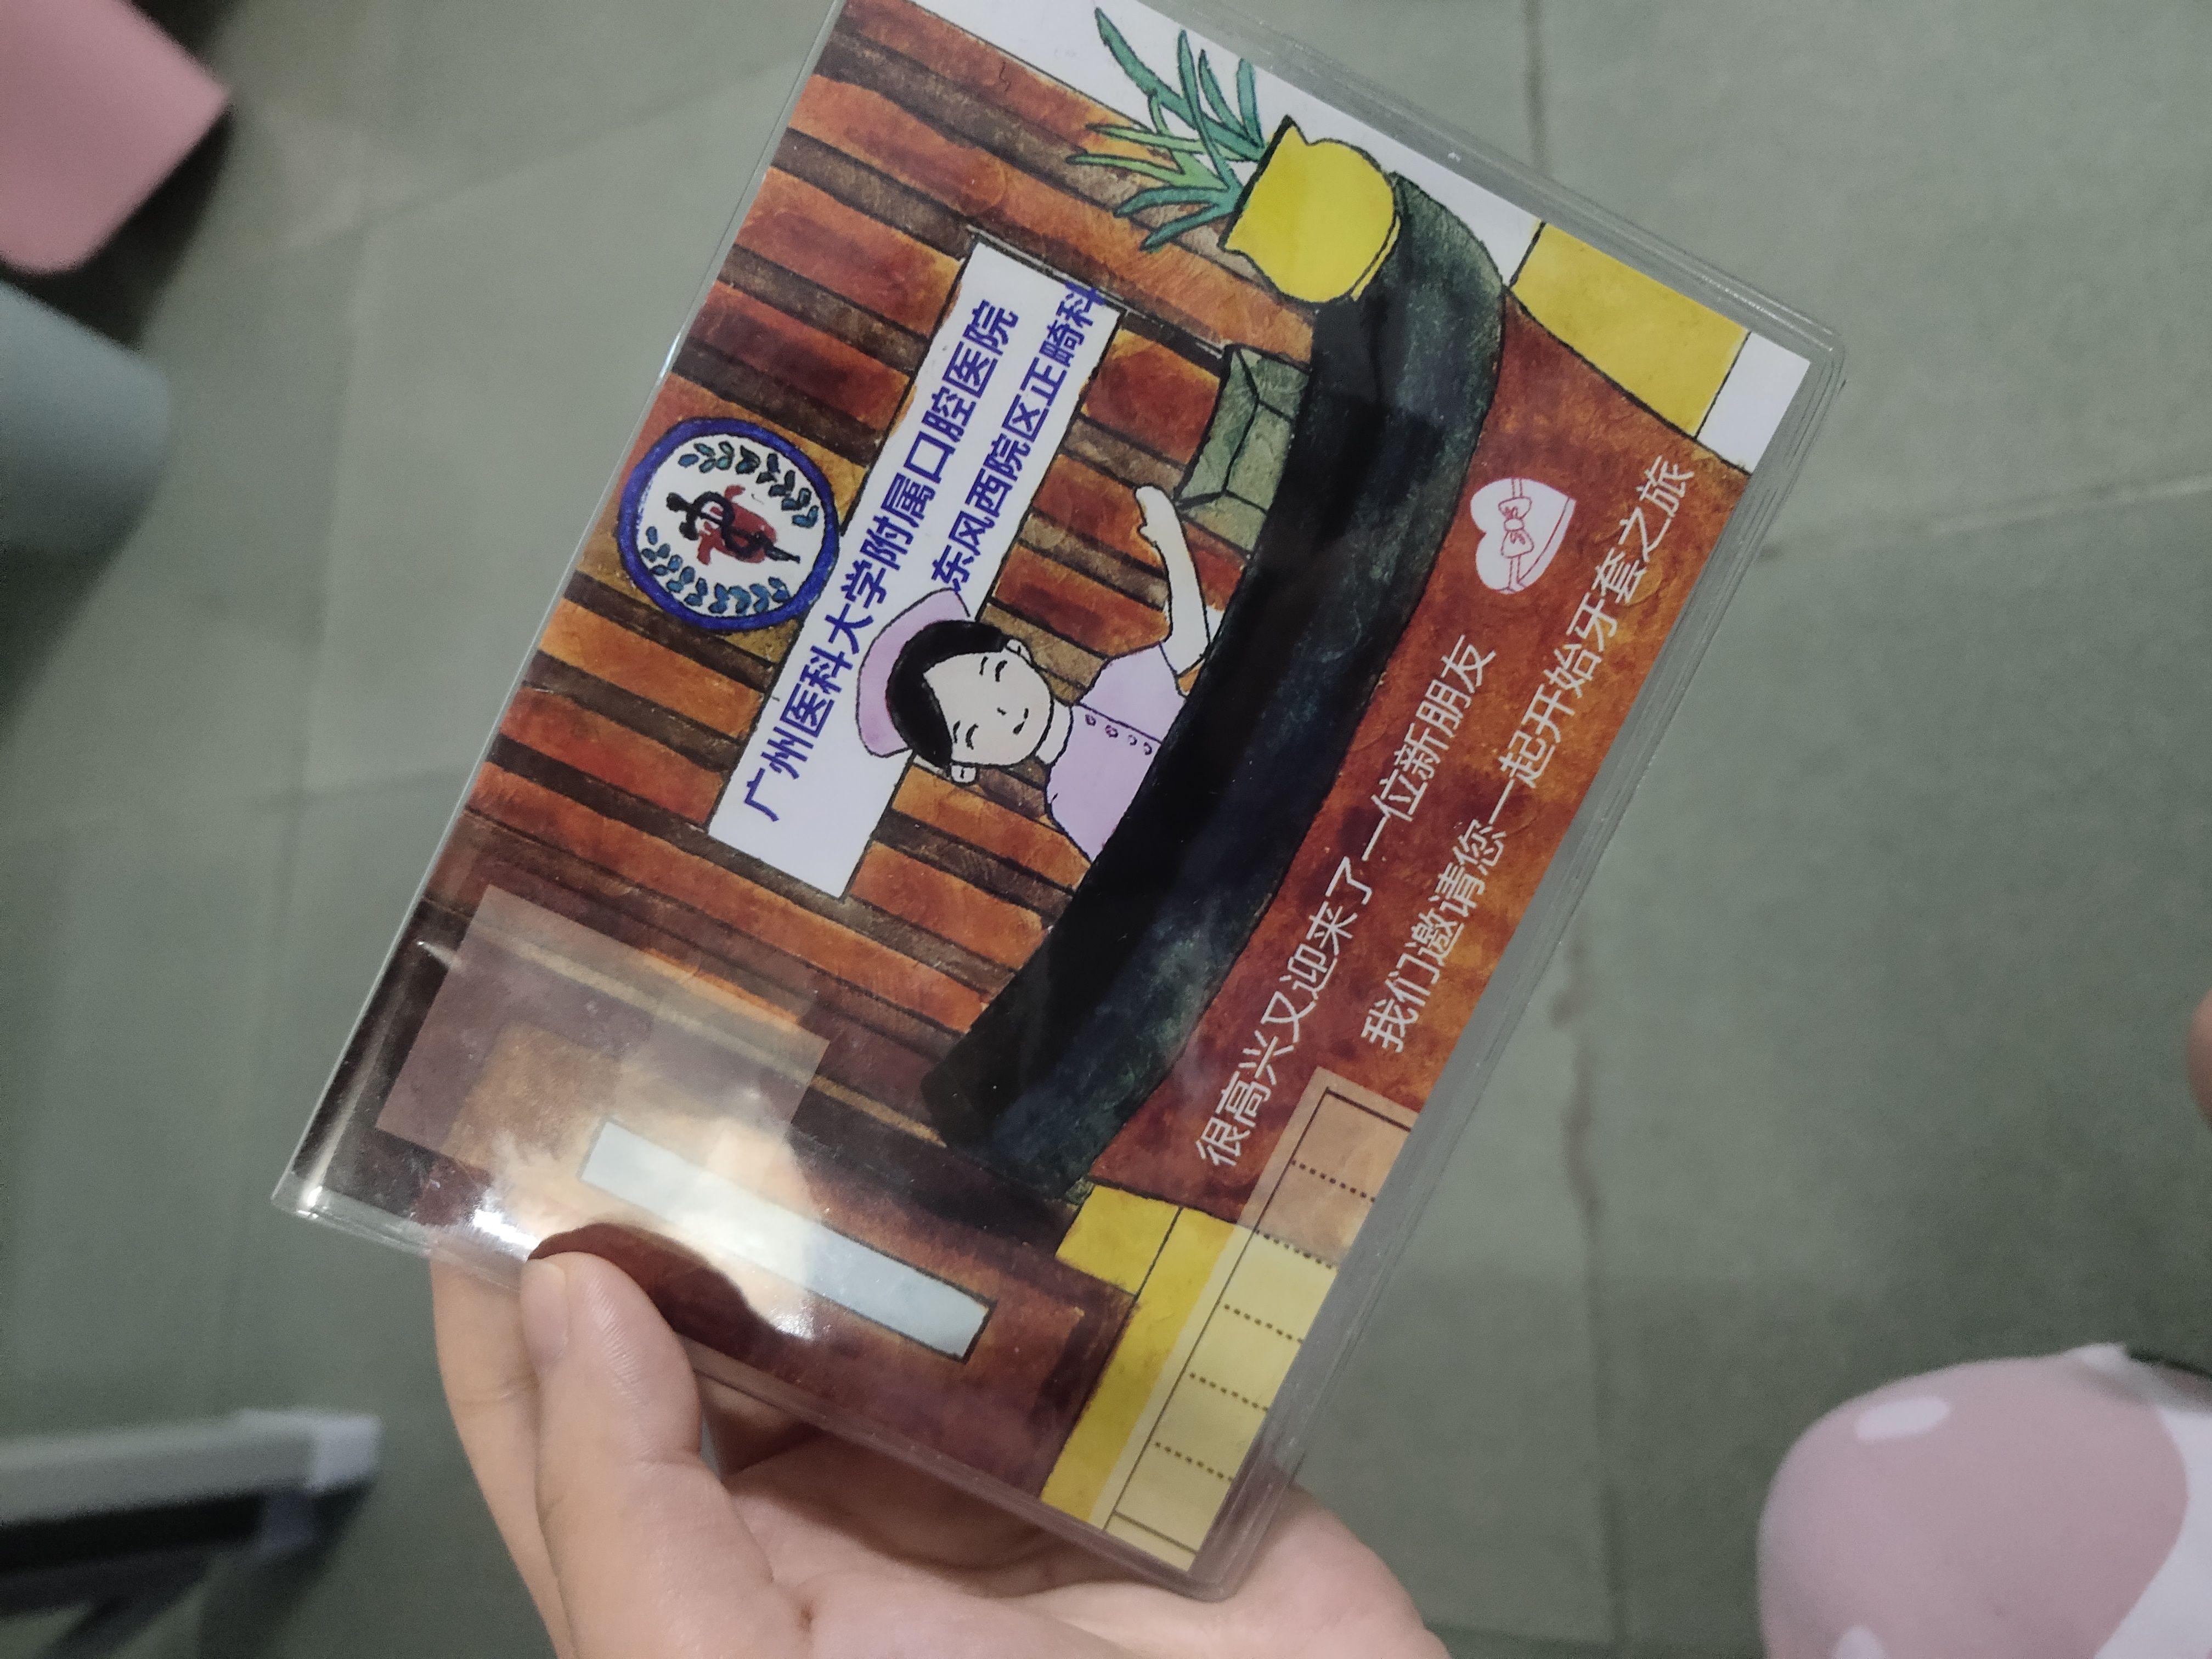 广州医科大学附属口腔医院
东风西院区正畸科
很高兴又迎来了一位新朋友
我们邀请您一起开始牙套之旅